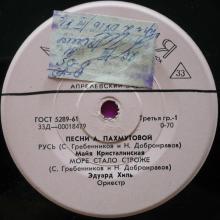 АПРЕЛЕВСКИЙ
33
ГОСТ 5289-61
Третья гр.-1
33Д—00018479
0-70
ПЕСНИ А. ПАХМУТОВОЙ
РУСЬ (С. Гребенников и Н. Добронравов)
Майя Кристалинская
МОРЕ СТАЛО СТРОЖЕ
(С. Гребенников и Н. Добронравов)
Эдуард Хиль
Оркестр